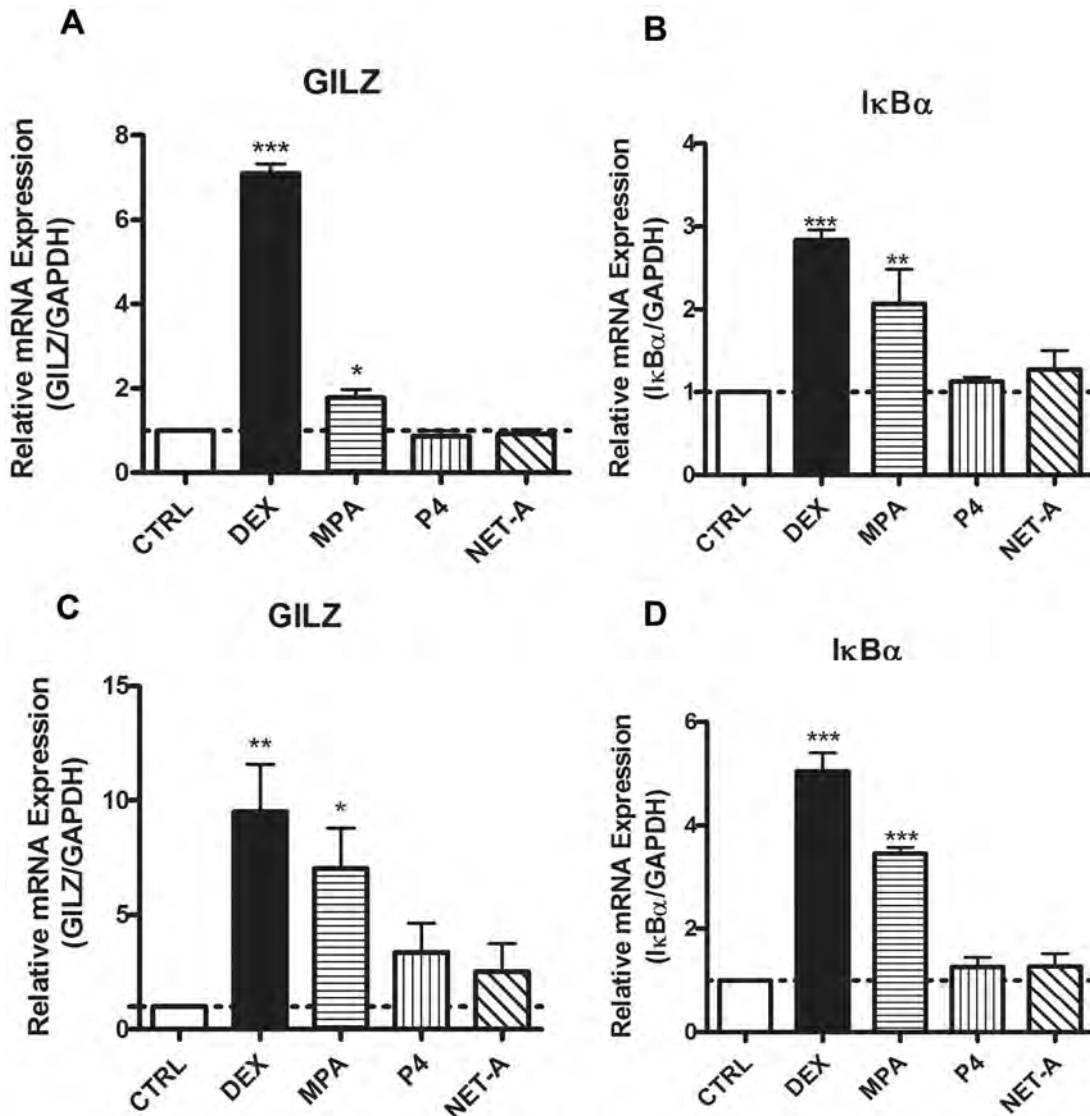 A
GILZ
Relative mRNA Expression
(GILZ/GAPDH)
8
6
4
2
0
***
*
CTRL
DEX
MPA
P4
NET-A
B
IκBα
Relative mRNA Expression
(IκBα/GAPDH)
4
3
2
1
0
***
**
CTRL
DEX
MPA
P4
NET-A
C
GILZ
Relative mRNA Expression
(GILZ/GAPDH)
15
10
5
0
**
*
CTRL
DEX
MPA
P4
NET-A
D
IκBα
Relative mRNA Expression
(IκBα/GAPDH)
6
4
2
0
***
***
CTRL
DEX
MPA
P4
NET-A